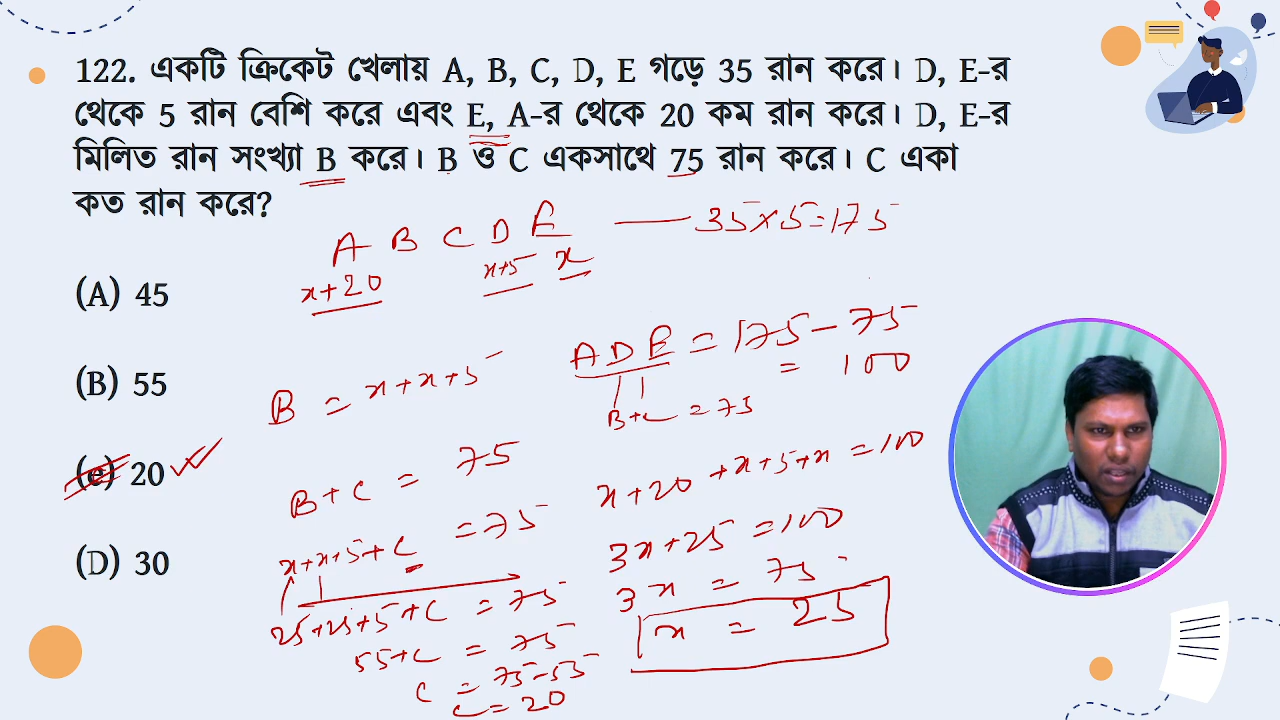 122. একটি ক্রিকেট খেলায় A, B, C, D, E গড়ে 35 রান করে। D, E-র
থেকে 5 রান বেশি করে এবং E, A-র থেকে 20 কম রান করে। D, E-র
মিলিত রান সংখ্যা B করে। B ও C একসাথে 75 রান করে। C একা
কত রান করে?
A B C D E — 35×5=175
x+20 x+5 x
(A) 45
ADE = 175-75
= 100
(B) 55
B = x+x+5
B+C = 75
(c) 20
B+C = 75
x+20+x+5+x=100
x+x+5+C = 75
3x+25=100
(D) 30
3x = 75
25+25+5+C = 75
x = 25
55+C = 75
C = 75-55
C = 20